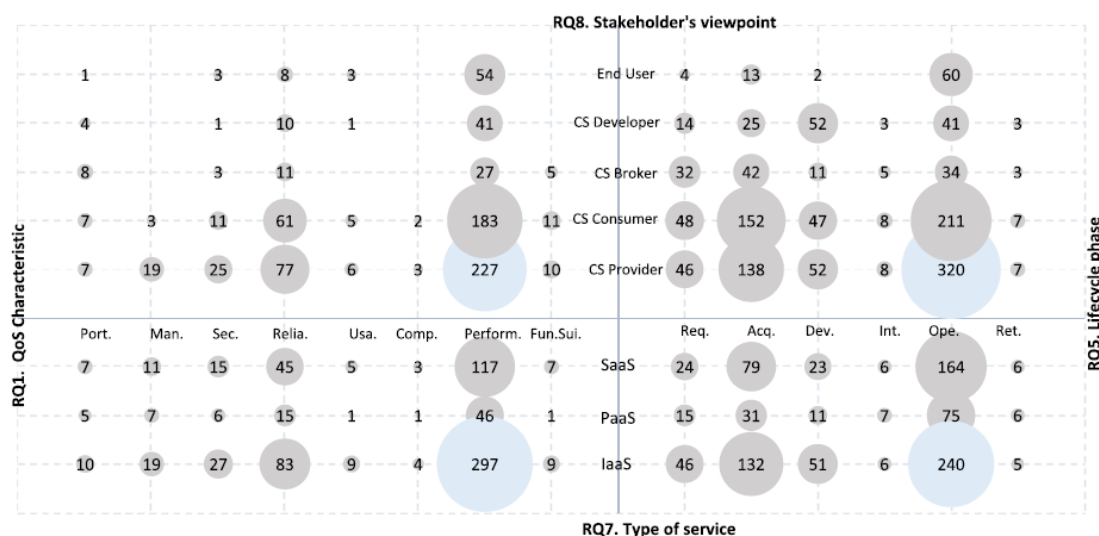 RQ8. Stakeholder's viewpoint
1 3 8 3 54 End User 4 13 2 60
4 1 10 1 41 CS Developer 14 25 52 3 41 3
8 3 11 27 5 CS Broker 32 42 11 5 34 3
7 3 11 61 5 2 183 11 CS Consumer 48 152 47 8 211 7
7 19 25 77 6 3 227 10 CS Provider 46 138 52 8 320 7
RQ1. QoS Characteristic
RQ5. Lifecycle phase
Port. Man. Sec. Relia. Usa. Comp. Perform. Fun.Sui. Req. Acq. Dev. Int. Ope. Ret.
7 11 15 45 5 3 117 7 SaaS 24 79 23 6 164 6
5 7 6 15 1 1 46 1 PaaS 15 31 11 7 75 6
10 19 27 83 9 4 297 9 IaaS 46 132 51 6 240 5
RQ7. Type of service